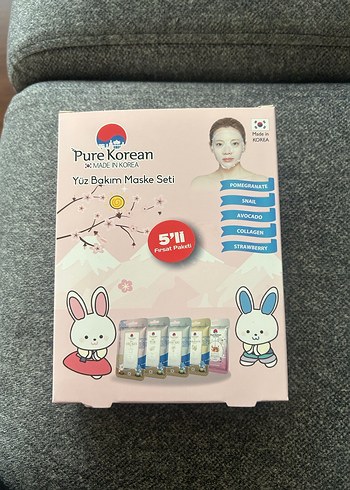 Pure Korean
MADE IN KOREA
Yüz Bakım Maske Seti
Made in
KOREA
POMEGRANATE
SNAIL
AVOCADO
COLLAGEN
STRAWBERRY
5'li
Fırsat Paketi